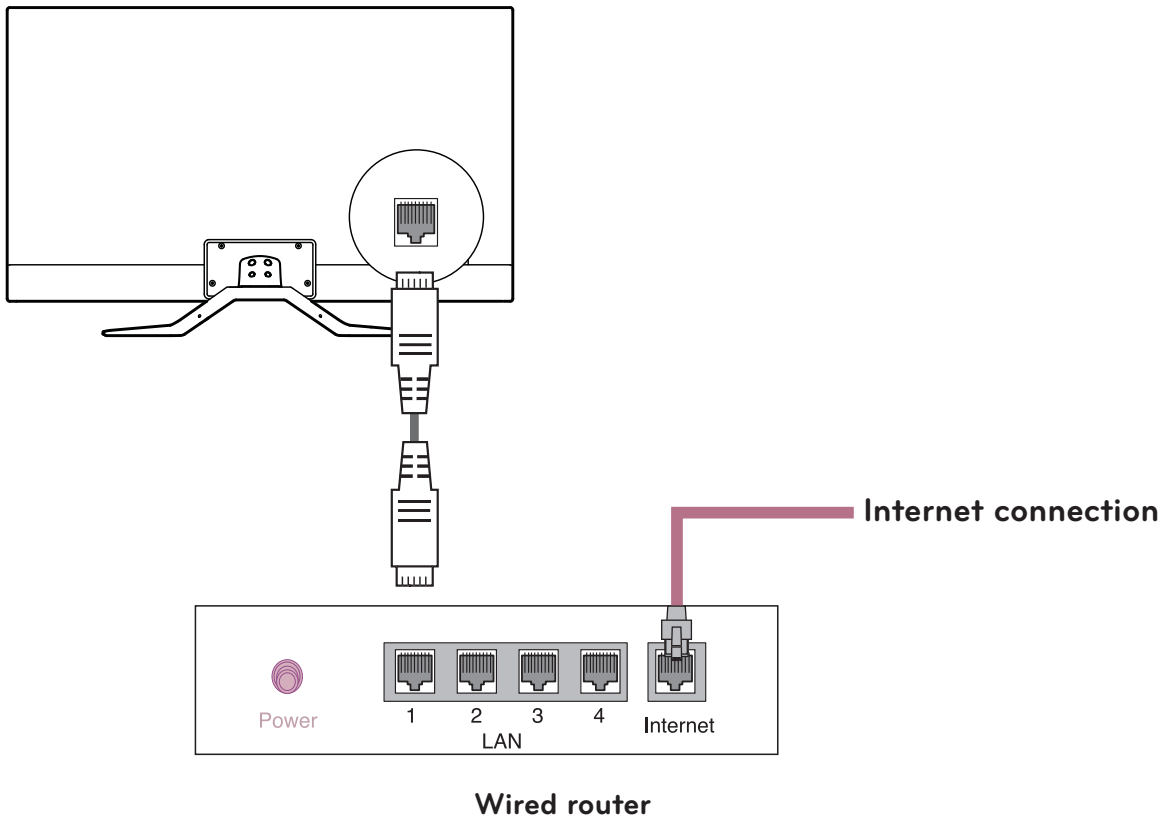 Internet connection
Power
1 2 3 4
Internet
LAN
Wired router